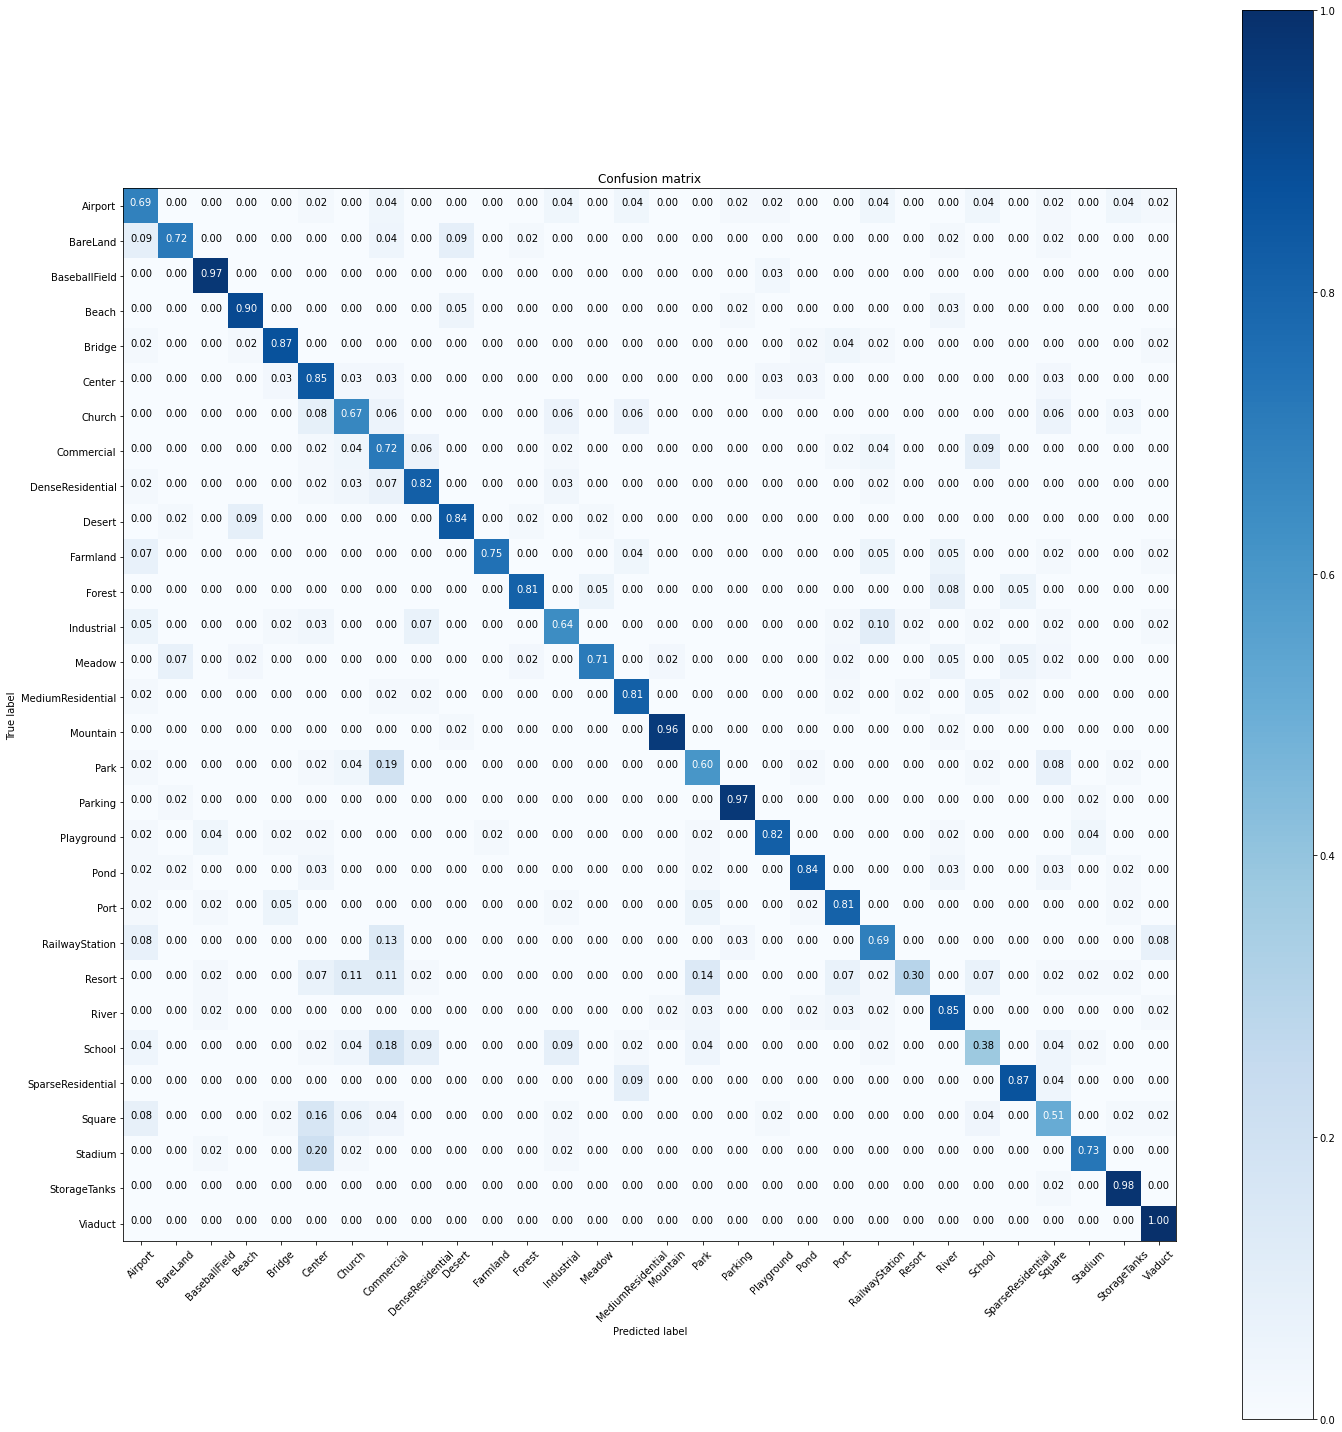 Confusion matrix
Airport 0.69 0.00 0.00 0.00 0.00 0.02 0.00 0.04 0.00 0.00 0.00 0.00 0.04 0.00 0.04 0.00 0.00 0.02 0.02 0.00 0.00 0.04 0.00 0.00 0.04 0.00 0.02 0.00 0.04 0.02
BareLand 0.09 0.72 0.00 0.00 0.00 0.00 0.00 0.04 0.00 0.09 0.00 0.02 0.00 0.00 0.00 0.00 0.00 0.00 0.00 0.00 0.00 0.00 0.00 0.02 0.00 0.00 0.02 0.00 0.00 0.00
BaseballField 0.00 0.00 0.97 0.00 0.00 0.00 0.00 0.00 0.00 0.00 0.00 0.00 0.00 0.00 0.00 0.00 0.00 0.00 0.03 0.00 0.00 0.00 0.00 0.00 0.00 0.00 0.00 0.00 0.00 0.00
Beach 0.00 0.00 0.00 0.90 0.00 0.00 0.00 0.00 0.00 0.05 0.00 0.00 0.00 0.00 0.00 0.00 0.00 0.02 0.00 0.00 0.00 0.00 0.00 0.03 0.00 0.00 0.00 0.00 0.00 0.00
Bridge 0.02 0.00 0.00 0.02 0.87 0.00 0.00 0.00 0.00 0.00 0.00 0.00 0.00 0.00 0.00 0.00 0.00 0.00 0.00 0.02 0.04 0.02 0.00 0.00 0.00 0.00 0.00 0.00 0.00 0.02
Center 0.00 0.00 0.00 0.00 0.03 0.85 0.03 0.03 0.00 0.00 0.00 0.00 0.00 0.00 0.00 0.00 0.00 0.00 0.03 0.03 0.00 0.00 0.00 0.00 0.00 0.00 0.03 0.00 0.00 0.00
Church 0.00 0.00 0.00 0.00 0.00 0.08 0.67 0.06 0.00 0.00 0.00 0.00 0.06 0.00 0.06 0.00 0.00 0.00 0.00 0.00 0.00 0.00 0.00 0.00 0.00 0.00 0.06 0.00 0.03 0.00
Commercial 0.00 0.00 0.00 0.00 0.00 0.02 0.04 0.72 0.06 0.00 0.00 0.00 0.02 0.00 0.00 0.00 0.00 0.00 0.00 0.00 0.02 0.04 0.00 0.00 0.09 0.00 0.00 0.00 0.00 0.00
DenseResidential 0.02 0.00 0.00 0.00 0.00 0.02 0.03 0.07 0.82 0.00 0.00 0.00 0.03 0.00 0.00 0.00 0.00 0.00 0.00 0.00 0.00 0.02 0.00 0.00 0.00 0.00 0.00 0.00 0.00 0.00
Desert 0.00 0.02 0.00 0.09 0.00 0.00 0.00 0.00 0.00 0.84 0.00 0.02 0.00 0.02 0.00 0.00 0.00 0.00 0.00 0.00 0.00 0.00 0.00 0.00 0.00 0.00 0.00 0.00 0.00 0.00
Farmland 0.07 0.00 0.00 0.00 0.00 0.00 0.00 0.00 0.00 0.00 0.75 0.00 0.00 0.00 0.04 0.00 0.00 0.00 0.00 0.00 0.00 0.05 0.00 0.05 0.00 0.00 0.02 0.00 0.00 0.02
Forest 0.00 0.00 0.00 0.00 0.00 0.00 0.00 0.00 0.00 0.00 0.00 0.81 0.00 0.05 0.00 0.00 0.00 0.00 0.00 0.00 0.00 0.00 0.00 0.08 0.00 0.05 0.00 0.00 0.00 0.00
Industrial 0.05 0.00 0.00 0.00 0.02 0.03 0.00 0.00 0.07 0.00 0.00 0.00 0.64 0.00 0.00 0.00 0.00 0.00 0.00 0.00 0.02 0.10 0.02 0.00 0.02 0.00 0.02 0.00 0.00 0.02
Meadow 0.00 0.07 0.00 0.02 0.00 0.00 0.00 0.00 0.00 0.00 0.00 0.02 0.00 0.71 0.00 0.02 0.00 0.00 0.00 0.00 0.02 0.00 0.00 0.05 0.00 0.05 0.02 0.00 0.00 0.00
MediumResidential 0.02 0.00 0.00 0.00 0.00 0.00 0.00 0.02 0.02 0.00 0.00 0.00 0.00 0.00 0.81 0.00 0.00 0.00 0.00 0.00 0.02 0.00 0.02 0.00 0.05 0.02 0.00 0.00 0.00 0.00
Mountain 0.00 0.00 0.00 0.00 0.00 0.00 0.00 0.00 0.00 0.02 0.00 0.00 0.00 0.00 0.00 0.96 0.00 0.00 0.00 0.00 0.00 0.00 0.00 0.02 0.00 0.00 0.00 0.00 0.00 0.00
Park 0.02 0.00 0.00 0.00 0.00 0.02 0.04 0.19 0.00 0.00 0.00 0.00 0.00 0.00 0.00 0.00 0.60 0.00 0.00 0.02 0.00 0.00 0.00 0.00 0.02 0.00 0.08 0.00 0.02 0.00
Parking 0.00 0.02 0.00 0.00 0.00 0.00 0.00 0.00 0.00 0.00 0.00 0.00 0.00 0.00 0.00 0.00 0.00 0.97 0.00 0.00 0.00 0.00 0.00 0.00 0.00 0.00 0.00 0.02 0.00 0.00
Playground 0.02 0.00 0.04 0.00 0.02 0.02 0.00 0.00 0.00 0.00 0.02 0.00 0.00 0.00 0.00 0.00 0.02 0.00 0.82 0.00 0.00 0.00 0.00 0.02 0.00 0.00 0.00 0.04 0.00 0.00
Pond 0.02 0.02 0.00 0.00 0.00 0.03 0.00 0.00 0.00 0.00 0.00 0.00 0.00 0.00 0.00 0.00 0.02 0.00 0.00 0.84 0.00 0.00 0.00 0.03 0.00 0.00 0.03 0.00 0.02 0.00
Port 0.02 0.00 0.02 0.00 0.05 0.00 0.00 0.00 0.00 0.00 0.00 0.00 0.02 0.00 0.00 0.00 0.05 0.00 0.00 0.02 0.81 0.00 0.00 0.00 0.00 0.00 0.00 0.00 0.02 0.00
RailwayStation 0.08 0.00 0.00 0.00 0.00 0.00 0.00 0.13 0.00 0.00 0.00 0.00 0.00 0.00 0.00 0.00 0.00 0.03 0.00 0.00 0.00 0.69 0.00 0.00 0.00 0.00 0.00 0.00 0.00 0.08
Resort 0.00 0.00 0.02 0.00 0.00 0.07 0.11 0.11 0.02 0.00 0.00 0.00 0.00 0.00 0.00 0.00 0.14 0.00 0.00 0.00 0.07 0.02 0.30 0.00 0.07 0.00 0.02 0.02 0.02 0.00
River 0.00 0.00 0.02 0.00 0.00 0.00 0.00 0.00 0.00 0.00 0.00 0.00 0.00 0.00 0.00 0.02 0.03 0.00 0.00 0.02 0.03 0.02 0.00 0.85 0.00 0.00 0.00 0.00 0.00 0.02
School 0.04 0.00 0.00 0.00 0.00 0.02 0.04 0.18 0.09 0.00 0.00 0.00 0.09 0.00 0.02 0.00 0.04 0.00 0.00 0.00 0.00 0.02 0.00 0.00 0.38 0.00 0.04 0.02 0.00 0.00
SparseResidential 0.00 0.00 0.00 0.00 0.00 0.00 0.00 0.00 0.00 0.00 0.00 0.00 0.00 0.00 0.09 0.00 0.00 0.00 0.00 0.00 0.00 0.00 0.00 0.00 0.00 0.87 0.04 0.00 0.00 0.00
Square 0.08 0.00 0.00 0.00 0.02 0.16 0.06 0.04 0.00 0.00 0.00 0.00 0.02 0.00 0.00 0.00 0.00 0.00 0.02 0.00 0.00 0.00 0.00 0.00 0.04 0.00 0.51 0.00 0.02 0.02
Stadium 0.00 0.00 0.02 0.00 0.00 0.20 0.02 0.00 0.00 0.00 0.00 0.00 0.02 0.00 0.00 0.00 0.00 0.00 0.00 0.00 0.00 0.00 0.00 0.00 0.00 0.00 0.00 0.73 0.00 0.00
StorageTanks 0.00 0.00 0.00 0.00 0.00 0.00 0.00 0.00 0.00 0.00 0.00 0.00 0.00 0.00 0.00 0.00 0.00 0.00 0.00 0.00 0.00 0.00 0.00 0.00 0.00 0.00 0.02 0.00 0.98 0.00
Viaduct 0.00 0.00 0.00 0.00 0.00 0.00 0.00 0.00 0.00 0.00 0.00 0.00 0.00 0.00 0.00 0.00 0.00 0.00 0.00 0.00 0.00 0.00 0.00 0.00 0.00 0.00 0.00 0.00 0.00 1.00
Airport BareLand BaseballField Beach Bridge Center Church Commercial DenseResidential Desert Farmland Forest Industrial Meadow MediumResidential Mountain Park Parking Playground Pond Port RailwayStation Resort River School SparseResidential Square Stadium StorageTanks Viaduct
Predicted label
True label
1.0
0.8
0.6
0.4
0.2
0.0